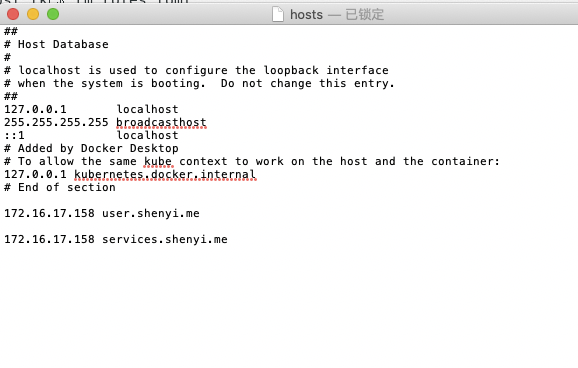 hosts — 已锁定
##
# Host Database
#
# localhost is used to configure the loopback interface
# when the system is booting.  Do not change this entry.
##
127.0.0.1       localhost
255.255.255.255 broadcasthost
::1             localhost
# Added by Docker Desktop
# To allow the same kube context to work on the host and the container:
127.0.0.1 kubernetes.docker.internal
# End of section
172.16.17.158 user.shenyi.me
172.16.17.158 services.shenyi.me